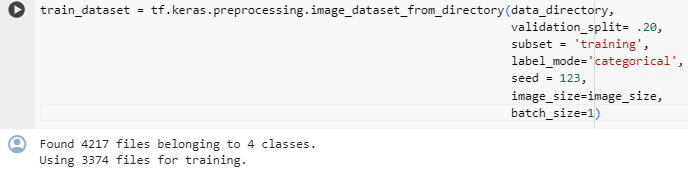 train_dataset = tf.keras.preprocessing.image_dataset_from_directory(data_directory,
validation_split= .20,
subset = 'training',
label_mode='categorical',
seed = 123,
image_size=image_size,
batch_size=1)
Found 4217 files belonging to 4 classes.
Using 3374 files for training.